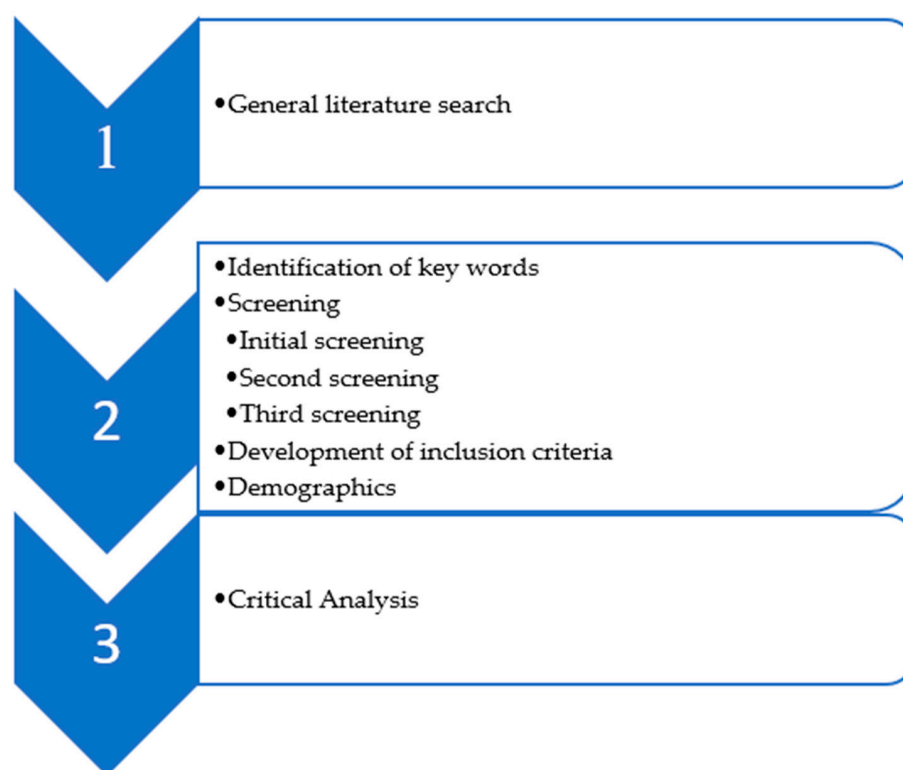 1
•General literature search
2
•Identification of key words
•Screening
•Initial screening
•Second screening
•Third screening
•Development of inclusion criteria
•Demographics
3
•Critical Analysis